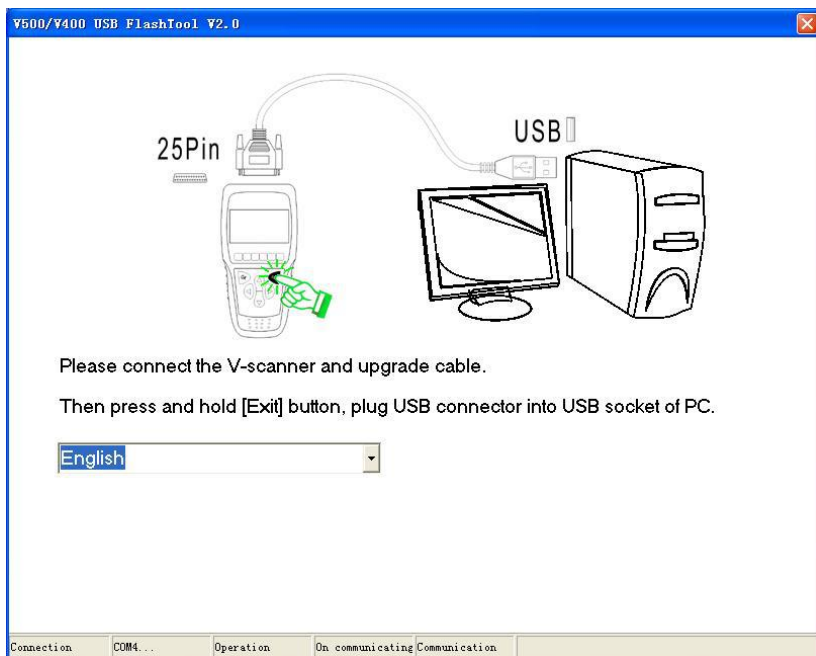 V500/V400 USB FlashTool V2.0
25Pin
USB
Please connect the V-scanner and upgrade cable.
Then press and hold [Exit] button, plug USB connector into USB socket of PC.
English
Connection COM4... Operation On communicating Communication